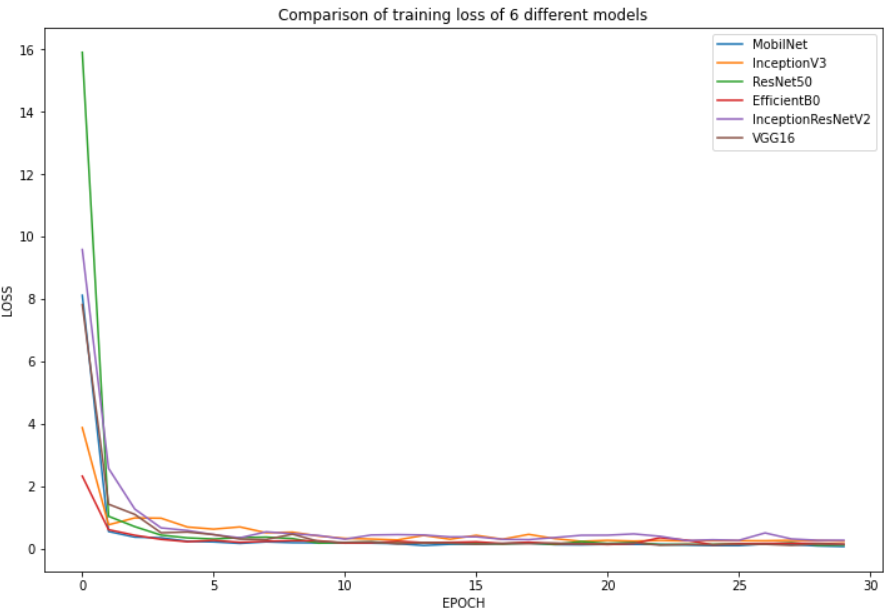 Comparison of training loss of 6 different models
MobilNet
InceptionV3
ResNet50
EfficientB0
InceptionResNetV2
VGG16
16
14
12
10
8
6
4
2
0
LOSS
0 5 10 15 20 25 30
EPOCH